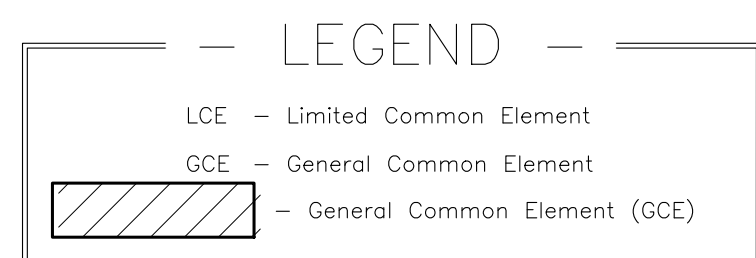 — LEGEND —
LCE – Limited Common Element
GCE – General Common Element
– General Common Element (GCE)